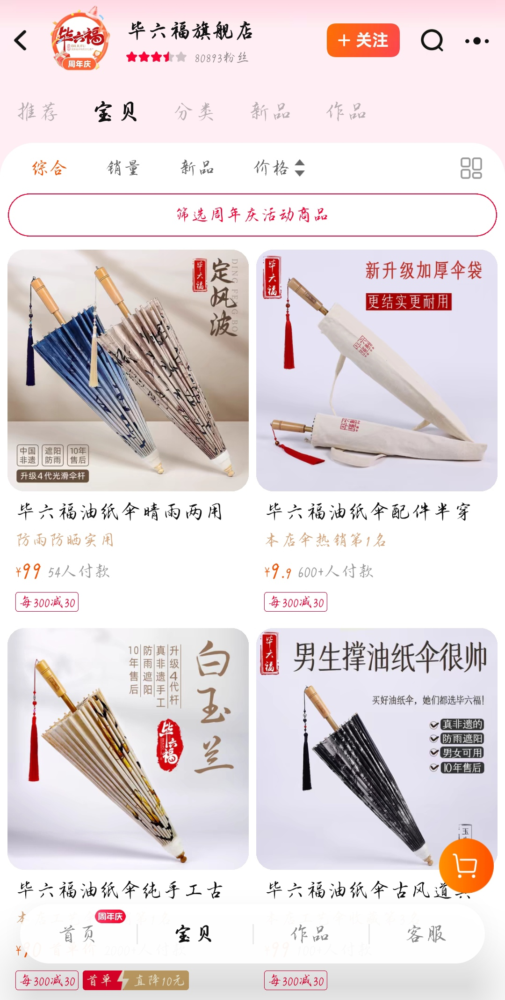 毕六福旗舰店
毕六福
BILIUFU
周年庆
80893粉丝
+ 关注
推荐 宝贝 分类 新品 作品
综合 销量 新品 价格
筛选周年庆活动商品
毕六福
定风波
DING FENG BO
中国非遗
遮阳防雨
10年售后
升级4代光滑伞杆
毕六福
新升级加厚伞袋
更结实更耐用
毕六福油纸伞晴雨两用
防雨防晒实用
¥99 54人付款
每300减30
毕六福油纸伞配件半穿
本店伞热销第1名
¥9.9 600+人付款
每300减30
白玉兰
升级4代杆
真非遗手工
防雨遮阳
10年售后
毕六福
毕六福
男生撑油纸伞很帅
买好油纸伞，她们都选毕六福！
真非遗的
防雨遮阳
男女可用
10年售后
玉
毕六福油纸伞纯手工古
本店工艺伞 第1名
¥90 首单价 2000+人付款
每300减30
首单 直降10元
毕六福油纸伞古风道具
本店工艺伞收藏第3名
¥99 100+人付款
每300减30
周年庆
首页 宝贝 作品 客服